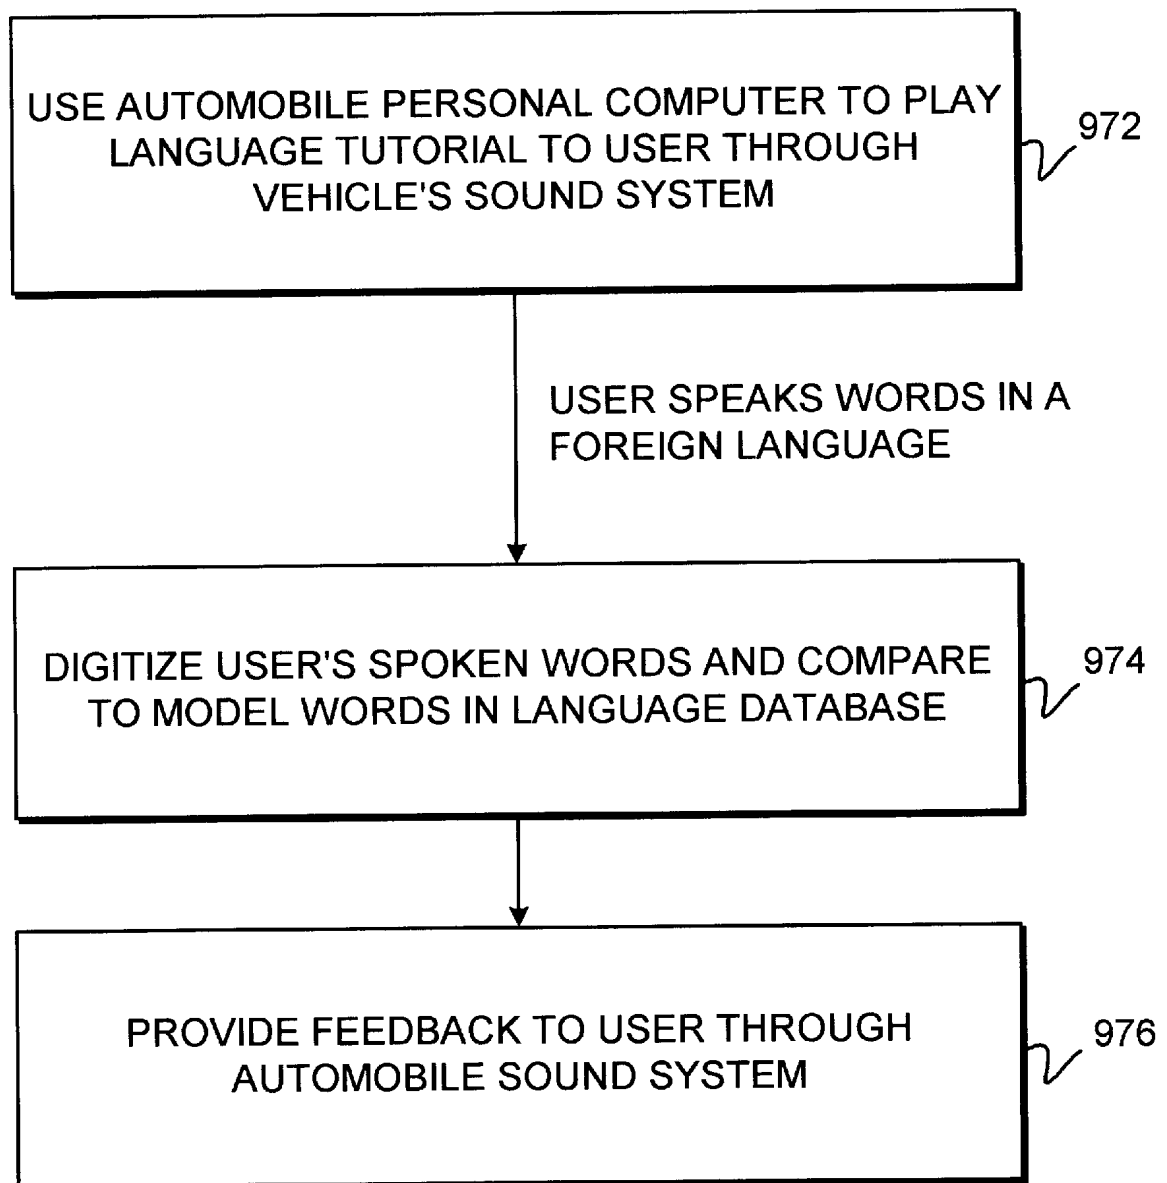 USE AUTOMOBILE PERSONAL COMPUTER TO PLAY
LANGUAGE TUTORIAL TO USER THROUGH
VEHICLE'S SOUND SYSTEM
972
USER SPEAKS WORDS IN A
FOREIGN LANGUAGE
DIGITIZE USER'S SPOKEN WORDS AND COMPARE
TO MODEL WORDS IN LANGUAGE DATABASE
974
PROVIDE FEEDBACK TO USER THROUGH
AUTOMOBILE SOUND SYSTEM
976